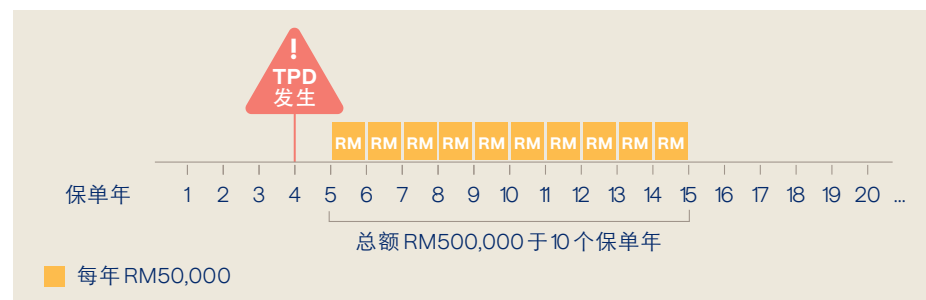 !
TPD
发生
RM RM RM RM RM RM RM RM RM RM
保单年 1 2 3 4 5 6 7 8 9 10 11 12 13 14 15 16 17 18 19 20 ...
总额RM500,000于10个保单年
每年RM50,000